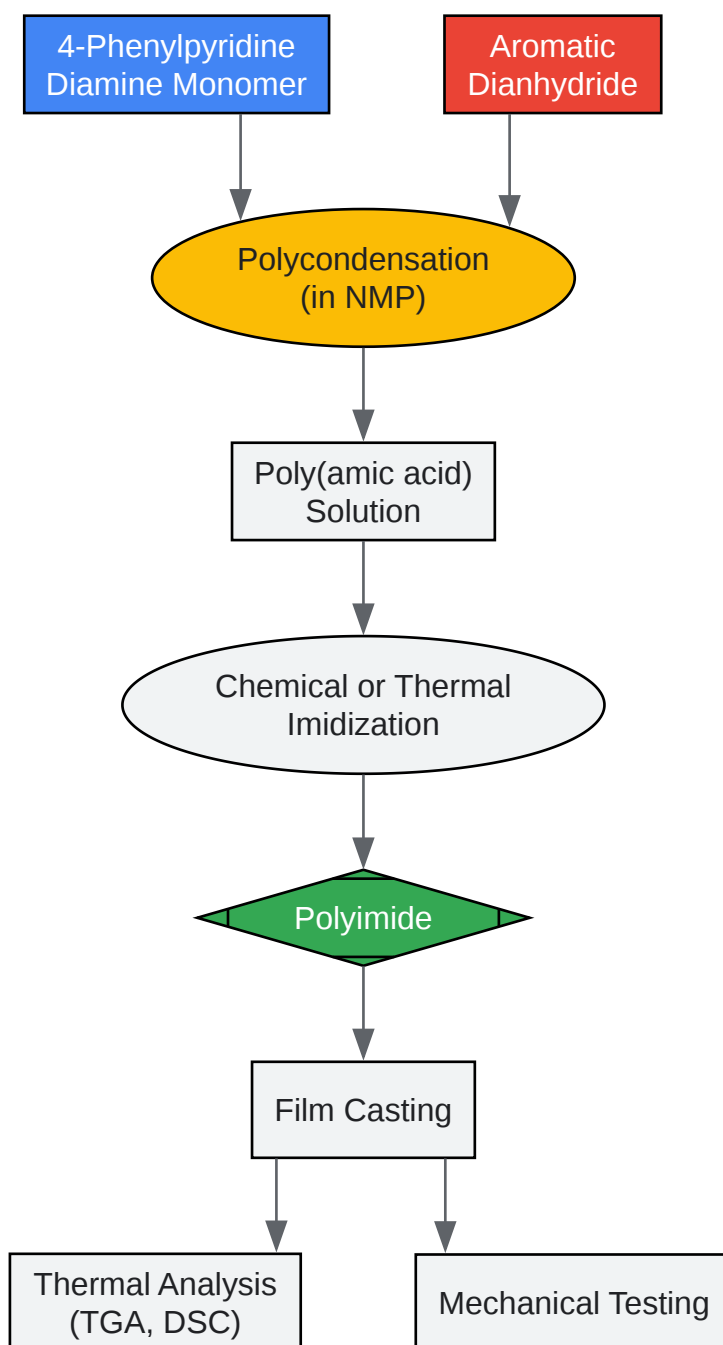 4-Phenylpyridine
Diamine Monomer
Aromatic
Dianhydride
Polycondensation
(in NMP)
Poly(amic acid)
Solution
Chemical or Thermal
Imidization
Polyimide
Film Casting
Thermal Analysis
(TGA, DSC)
Mechanical Testing